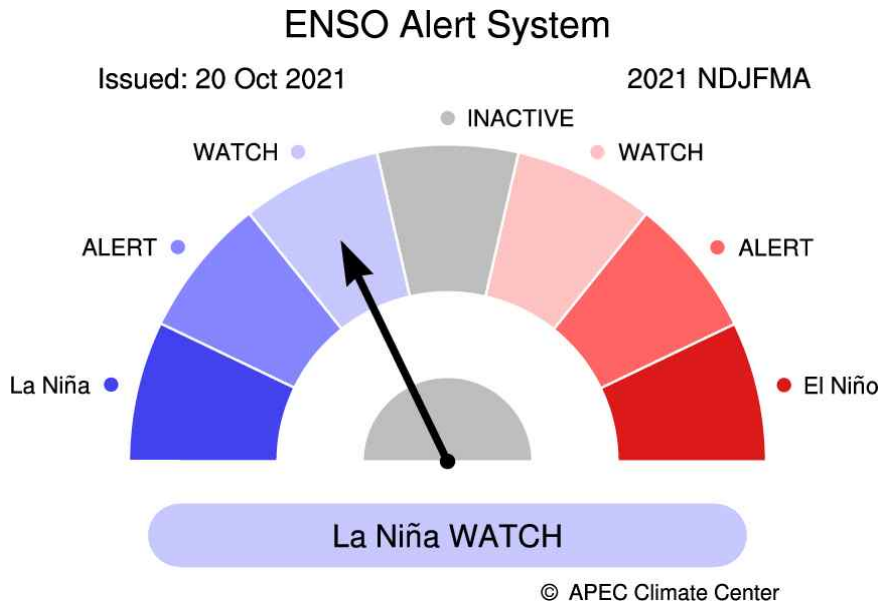 ENSO Alert System
Issued: 20 Oct 2021
2021 NDJFMA
INACTIVE
WATCH
WATCH
ALERT
ALERT
La Niña
El Niño
La Niña WATCH
© APEC Climate Center